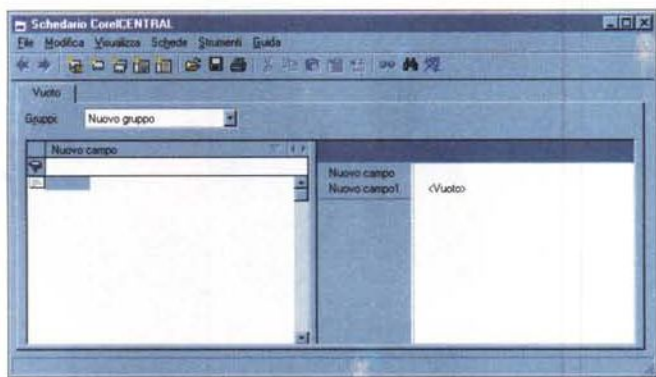 Schedario CorelCENTRAL
File Modifica Visualizza Schede Strumenti Guida
Vuoto
Gruppi: Nuovo gruppo
Nuovo campo
Nuovo campo
Nuovo campo1 <Vuoto>